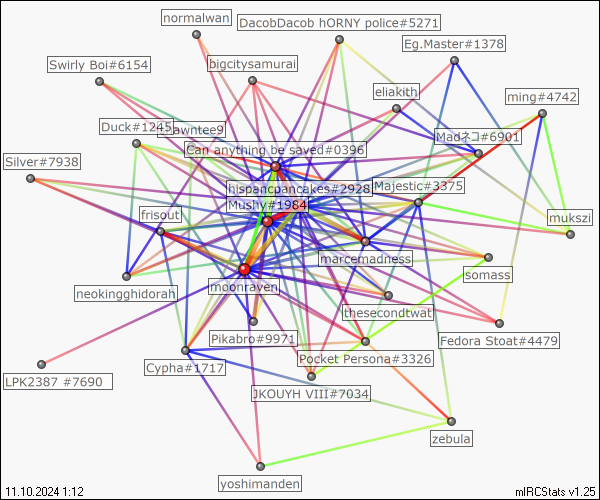 normalwan
DacobDacob hORNY police#5271
Eg.Master#1378
Swirly Boi#6154
bigcitysamurai
eliakith
ming#4742
Duck#1245
shawntee9
Madネコ#6901
Can anything be saved#0396
Silver#7938
hispancpancakes#2928
Majestic#3375
Mushy#1984
frisout
mukszi
marcemadness
somass
moonraven
neokingghidorah
thesecondtwat
Pikabro#9971
Fedora Stoat#4479
Pocket Persona#3326
Cypha#1717
LPK2387 #7690
JKOUYH VIII#7034
zebula
yoshimanden
11.10.2024 1:12
mIRCStats v1.25